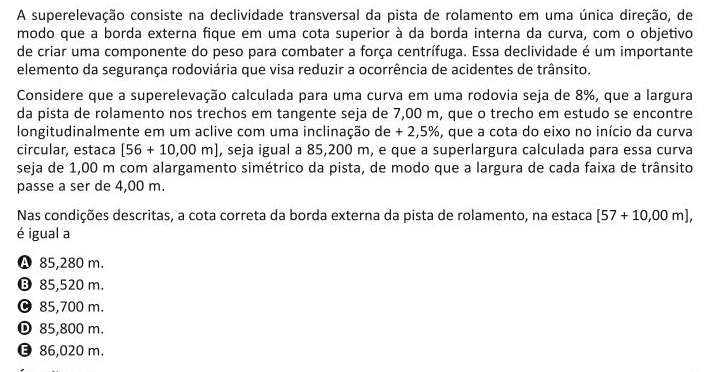 A superelevação consiste na declividade transversal da pista de rolamento em uma única direção, de
modo que a borda externa fique em uma cota superior à da borda interna da curva, com o objetivo
de criar uma componente do peso para combater a força centrífuga. Essa declividade é um importante
elemento da segurança rodoviária que visa reduzir a ocorrência de acidentes de trânsito.
Considere que a superelevação calculada para uma curva em uma rodovia seja de 8%, que a largura
da pista de rolamento nos trechos em tangente seja de 7,00 m, que o trecho em estudo se encontre
longitudinalmente em um aclive com uma inclinação de + 2,5%, que a cota do eixo no início da curva
circular, estaca [56 + 10,00 m], seja igual a 85,200 m, e que a superlargura calculada para essa curva
seja de 1,00 m com alargamento simétrico da pista, de modo que a largura de cada faixa de trânsito
passe a ser de 4,00 m.
Nas condições descritas, a cota correta da borda externa da pista de rolamento, na estaca [57 + 10,00 m],
é igual a
A 85,280 m.
B 85,520 m.
C 85,700 m.
D 85,800 m.
E 86,020 m.